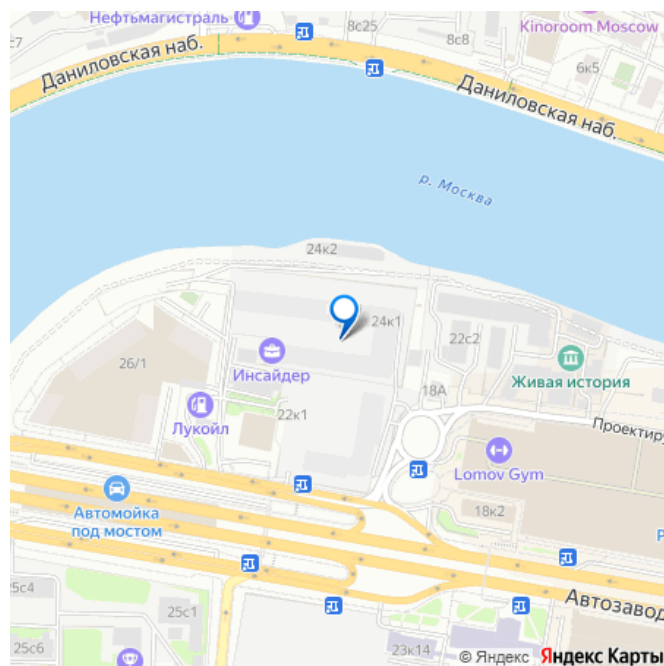 Нефтьмагистраль
8с25
8с8
Kinoroom Moscow
с7
Даниловская наб.
6к5
Даниловская наб.
р. Москва
24к2
24к1
22с2
26/1
Инсайдер
Живая история
18А
Лукойл
22к1
Проектиру
Lomov Gym
Автомойка
под мостом
18к2
Р
25с4
25с1
Автозавод
25с6
23к14
© Яндекс Яндекс Карты